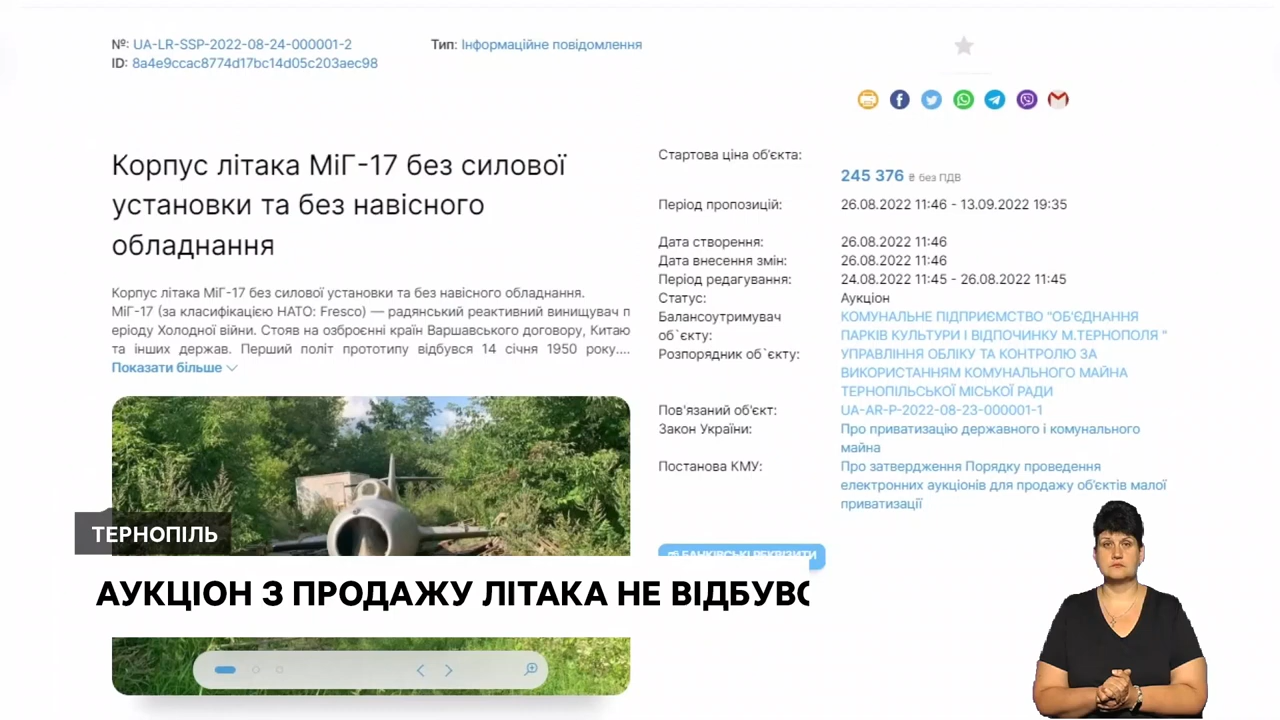 №: UA-LR-SSP-2022-08-24-000001-2
Тип: Інформаційне повідомлення
ID: 8a4e9ccac8774d17bc14d05c203aec98
Корпус літака МіГ-17 без силової
установки та без навісного
обладнання
Корпус літака МіГ-17 без силової установки та без навісного обладнання.
МіГ-17 (за класифікацією НАТО: Fresco) — радянський реактивний винищувач п
еріоду Холодної війни. Стояв на озброєнні країн Варшавського договору, Китаю
та інших держав. Перший політ прототипу відбувся 14 січня 1950 року....
Показати більше
Стартова ціна об'єкта:
245 376 ₴ без ПДВ
Період пропозицій: 26.08.2022 11:46 - 13.09.2022 19:35
Дата створення: 26.08.2022 11:46
Дата внесення змін: 26.08.2022 11:46
Період редагування: 24.08.2022 11:45 - 26.08.2022 11:45
Статус: Аукціон
Балансоутримувач КОМУНАЛЬНЕ ПІДПРИЄМСТВО "ОБ'ЄДНАННЯ
об`єкту: ПАРКІВ КУЛЬТУРИ І ВІДПОЧИНКУ М.ТЕРНОПОЛЯ "
Розпорядник об`єкту: УПРАВЛІННЯ ОБЛІКУ ТА КОНТРОЛЮ ЗА
ВИКОРИСТАННЯМ КОМУНАЛЬНОГО МАЙНА
ТЕРНОПІЛЬСЬКОЇ МІСЬКОЇ РАДИ
Пов'язаний об'єкт: UA-AR-P-2022-08-23-000001-1
Закон України: Про приватизацію державного і комунального
майна
Постанова КМУ: Про затвердження Порядку проведення
електронних аукціонів для продажу об'єктів малої
приватизації
БАНКІВСЬКІ РЕКВІЗИТИ
ТЕРНОПІЛЬ
АУКЦІОН З ПРОДАЖУ ЛІТАКА НЕ ВІДБУВС